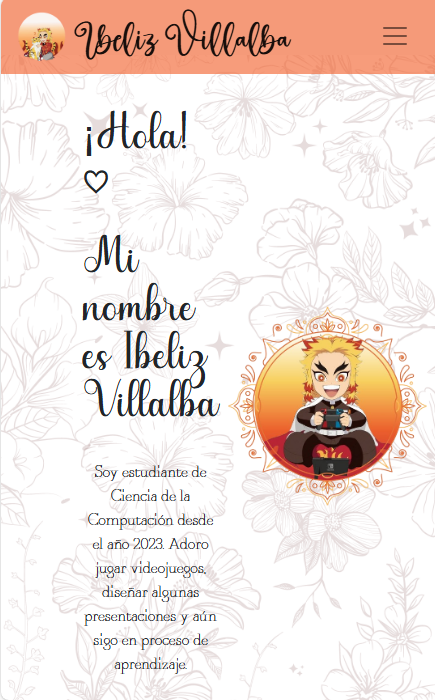 Ibeliz Villalba
¡Hola!
♡
Mi
nombre
es Ibeliz
Villalba
Soy estudiante de
Ciencia de la
Computación desde
el año 2023. Adoro
jugar videojuegos,
diseñar algunas
presentaciones y aún
sigo en proceso de
aprendizaje.